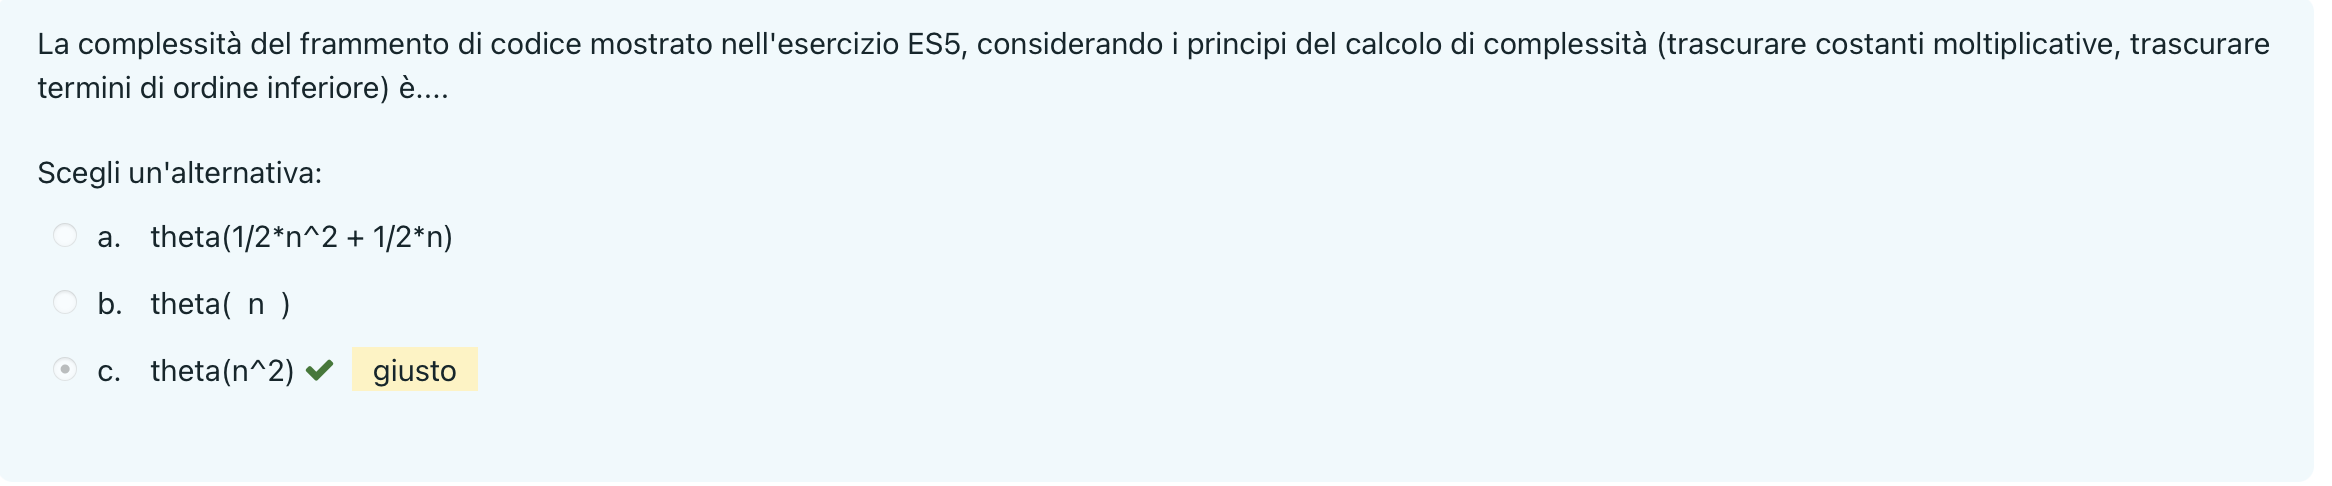 La complessità del frammento di codice mostrato nell'esercizio ES5, considerando i principi del calcolo di complessità (trascurare costanti moltiplicative, trascurare
termini di ordine inferiore) è....
Scegli un'alternativa:
a. theta(1/2*n^2 + 1/2*n)
b. theta( n )
c. theta(n^2) ✔ giusto